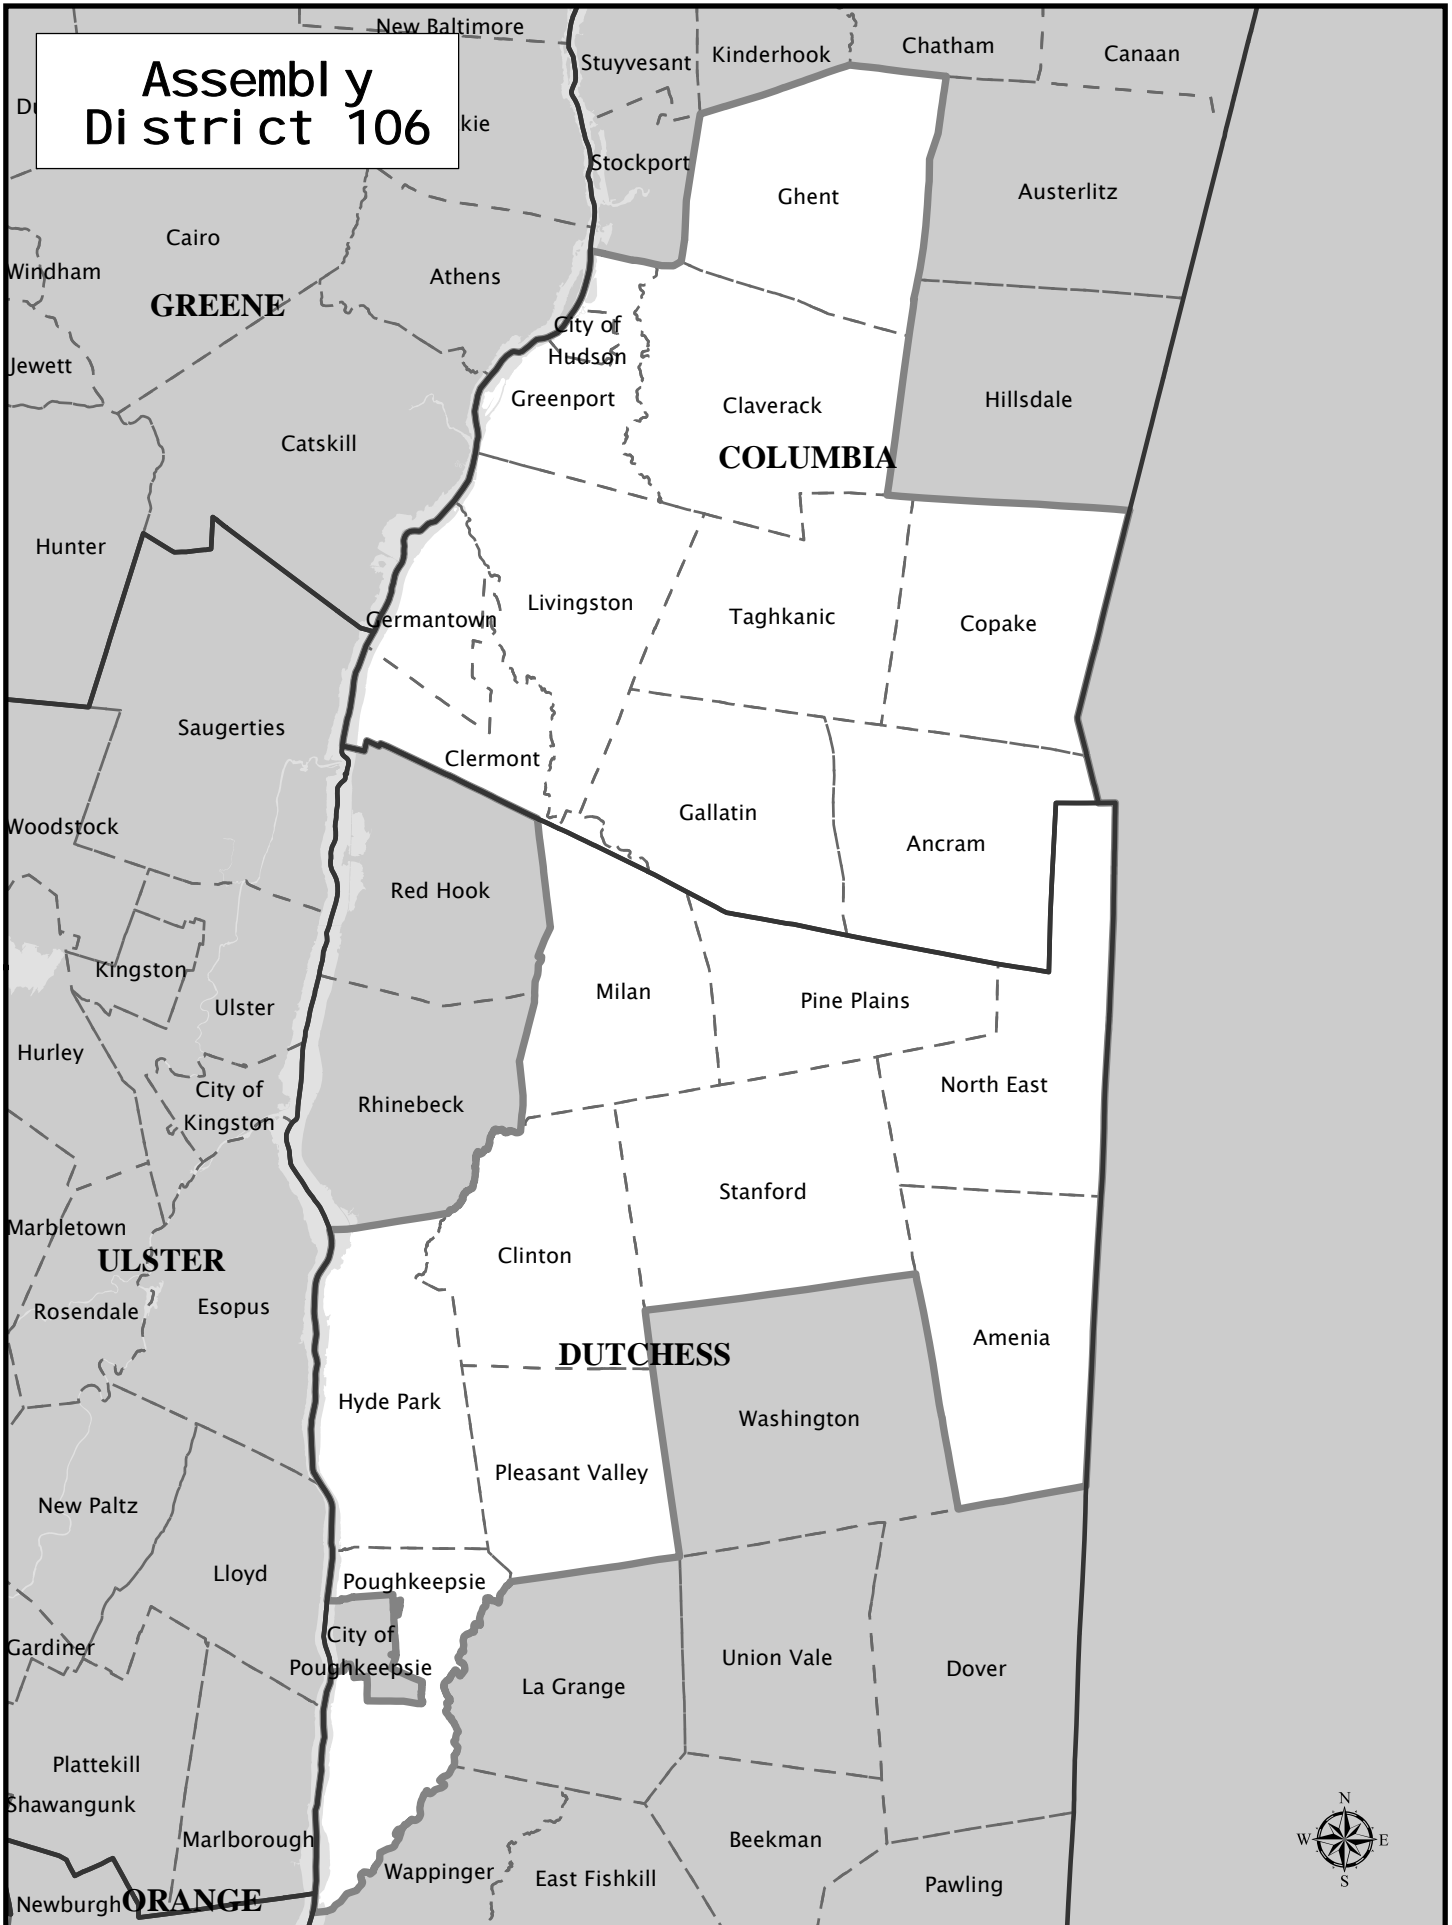 New Baltimore
Assembly
District 106
Du
kie
Stuyvesant
Kinderhook
Chatham
Canaan
Stockport
Ghent
Austerlitz
Cairo
Windham
Athens
GREENE
City of
Hudson
Jewett
Greenport
Claverack
Hillsdale
Catskill
COLUMBIA
Hunter
Germantown
Livingston
Taghkanic
Copake
Saugerties
Clermont
Gallatin
Ancram
Woodstock
Red Hook
Kingston
Milan
Pine Plains
Ulster
Hurley
City of
Kingston
Rhinebeck
North East
Marbletown
Stanford
ULSTER
Clinton
Rosendale
Esopus
DUTCHESS
Amenia
Hyde Park
Washington
Pleasant Valley
New Paltz
Lloyd
Poughkeepsie
Gardiner
City of
Poughkeepsie
La Grange
Union Vale
Dover
Plattekill
Shawangunk
Marlborough
Wappinger
East Fishkill
Beekman
Pawling
Newburgh
ORANGE
N
W
E
S